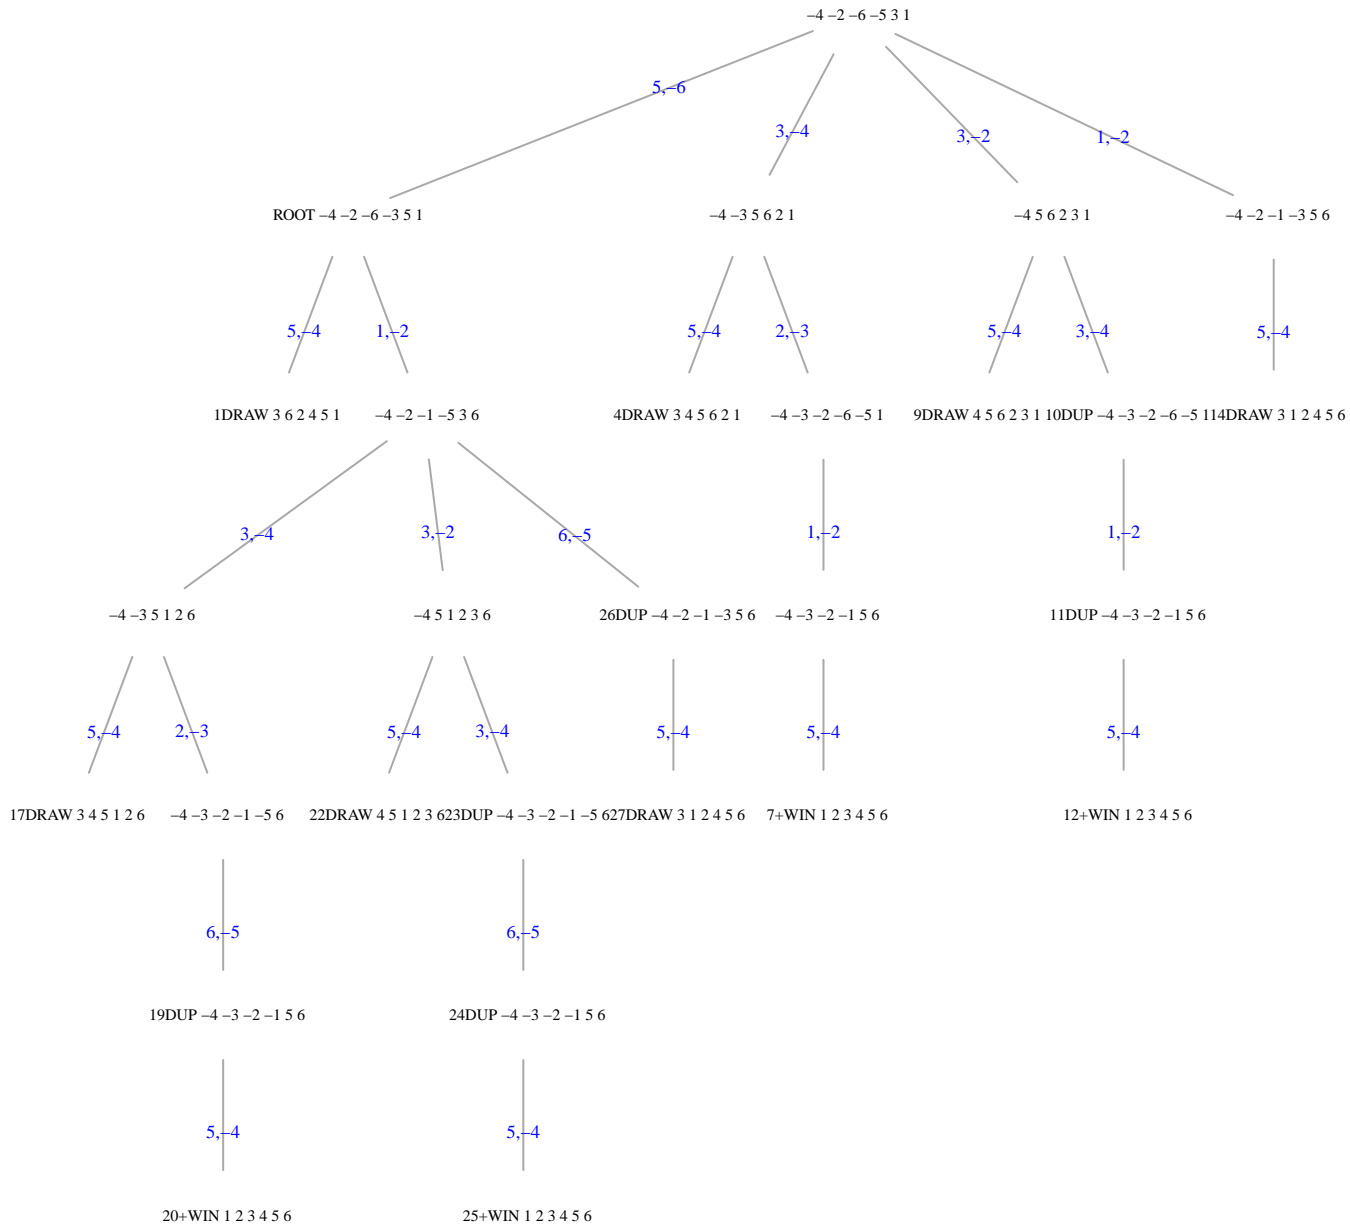 −4 −2 −6 −5 3 1
5,−6
3,−4
3,−2
1,−2
ROOT −4 −2 −6 −3 5 1
−4 −3 5 6 2 1
−4 5 6 2 3 1
−4 −2 −1 −3 5 6
5,−4
1,−2
5,−4
2,−3
5,−4
3,−4
5,−4
1DRAW 3 6 2 4 5 1
−4 −2 −1 −5 3 6
4DRAW 3 4 5 6 2 1
−4 −3 −2 −6 −5 1
9DRAW 4 5 6 2 3 1
10DUP −4 −3 −2 −6 −5 1
14DRAW 3 1 2 4 5 6
3,−4
3,−2
6,−5
1,−2
1,−2
−4 −3 5 1 2 6
−4 5 1 2 3 6
26DUP −4 −2 −1 −3 5 6
−4 −3 −2 −1 5 6
11DUP −4 −3 −2 −1 5 6
5,−4
2,−3
5,−4
3,−4
5,−4
5,−4
5,−4
17DRAW 3 4 5 1 2 6
−4 −3 −2 −1 −5 6
22DRAW 4 5 1 2 3 6
23DUP −4 −3 −2 −1 −5 6
27DRAW 3 1 2 4 5 6
7+WIN 1 2 3 4 5 6
12+WIN 1 2 3 4 5 6
6,−5
6,−5
19DUP −4 −3 −2 −1 5 6
24DUP −4 −3 −2 −1 5 6
5,−4
5,−4
20+WIN 1 2 3 4 5 6
25+WIN 1 2 3 4 5 6